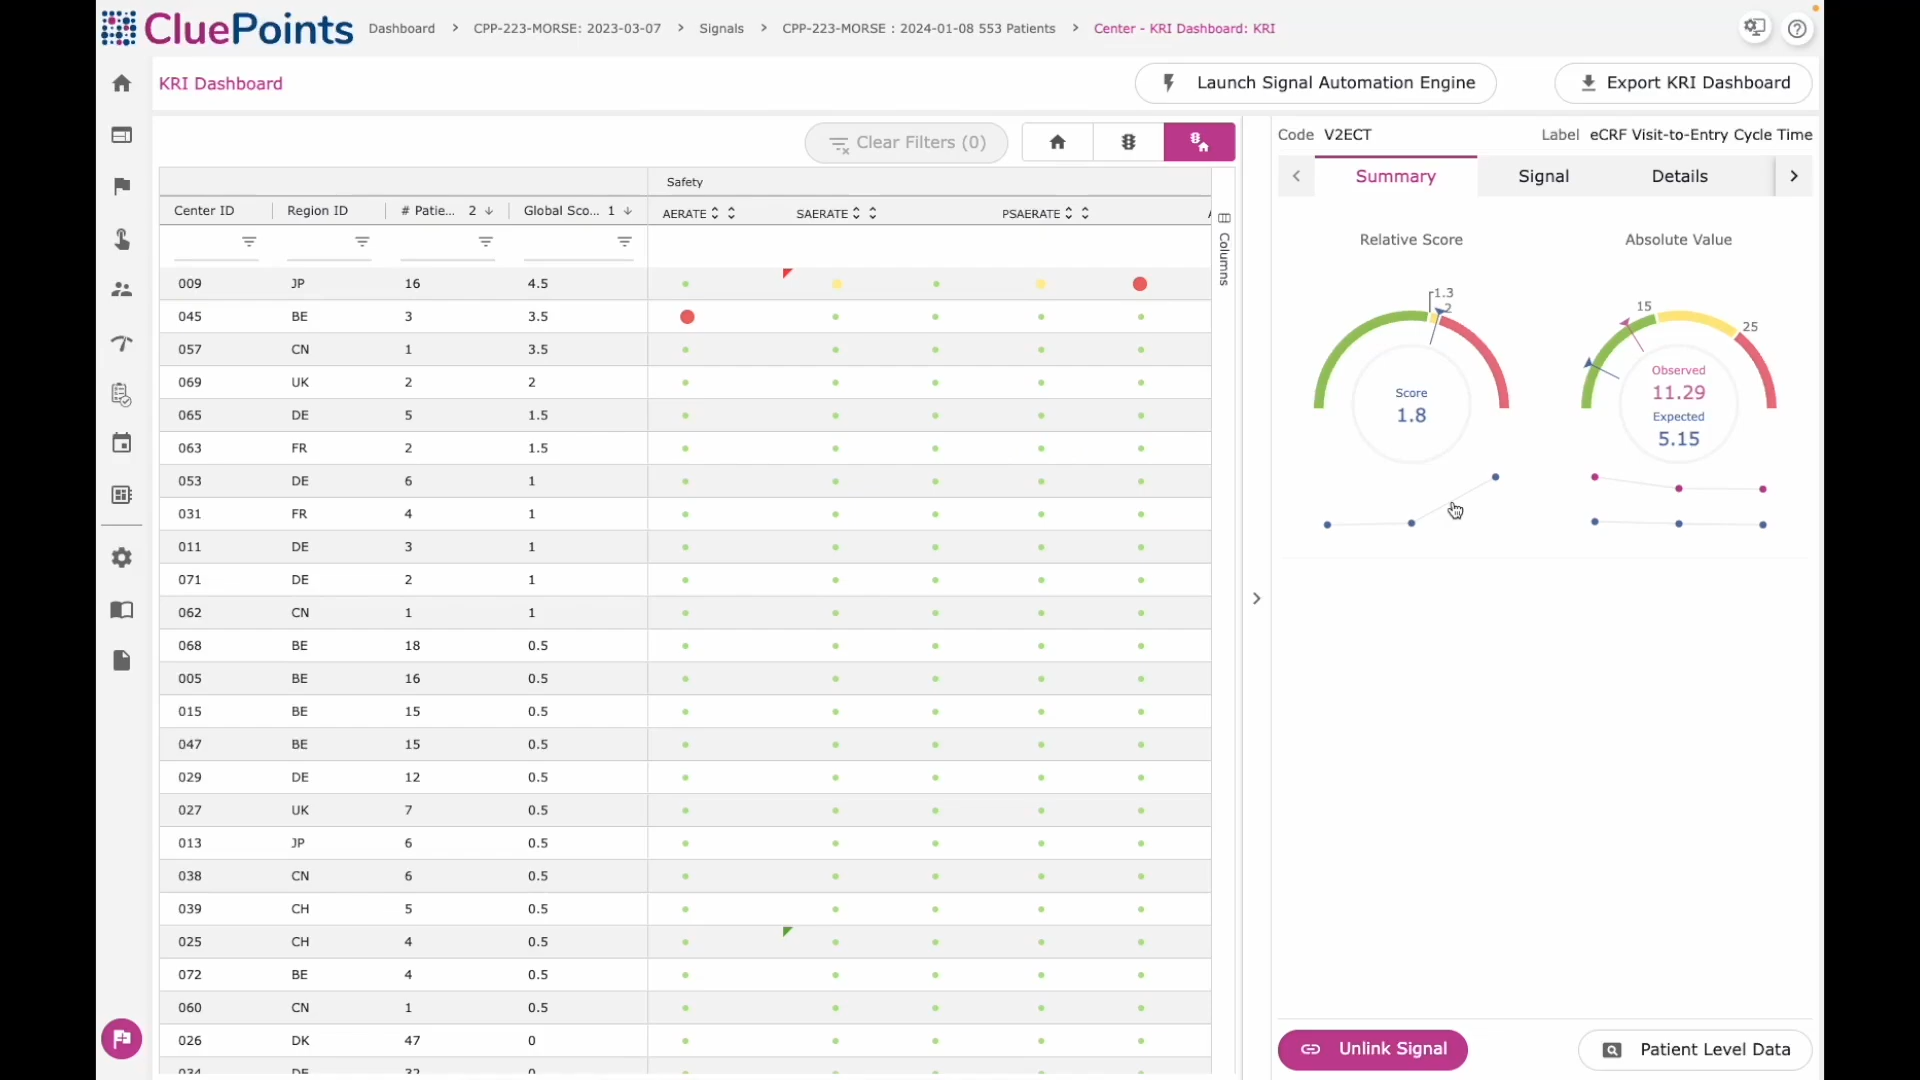 CluePoints
Dashboard > CPP-223-MORSE: 2023-03-07 > Signals > CPP-223-MORSE : 2024-01-08 553 Patients > Center - KRI Dashboard: KRI
KRI Dashboard
Launch Signal Automation Engine
Export KRI Dashboard
Clear Filters (0)
Code V2ECT
Label eCRF Visit-to-Entry Cycle Time
Summary
Signal
Details
Safety
Center ID Region ID # Patie... 2 Global Sco... 1 AERATE SAERATE PSAERATE
Columns
009 JP 16 4.5
045 BE 3 3.5
057 CN 1 3.5
069 UK 2 2
065 DE 5 1.5
063 FR 2 1.5
053 DE 6 1
031 FR 4 1
011 DE 3 1
071 DE 2 1
062 CN 1 1
068 BE 18 0.5
005 BE 16 0.5
015 BE 15 0.5
047 BE 15 0.5
029 DE 12 0.5
027 UK 7 0.5
013 JP 6 0.5
038 CN 6 0.5
039 CH 5 0.5
025 CH 4 0.5
072 BE 4 0.5
060 CN 1 0.5
026 DK 47 0
034 DE 32 0
Relative Score
1.3
2
Score
1.8
Absolute Value
15
25
Observed
11.29
Expected
5.15
Unlink Signal
Patient Level Data